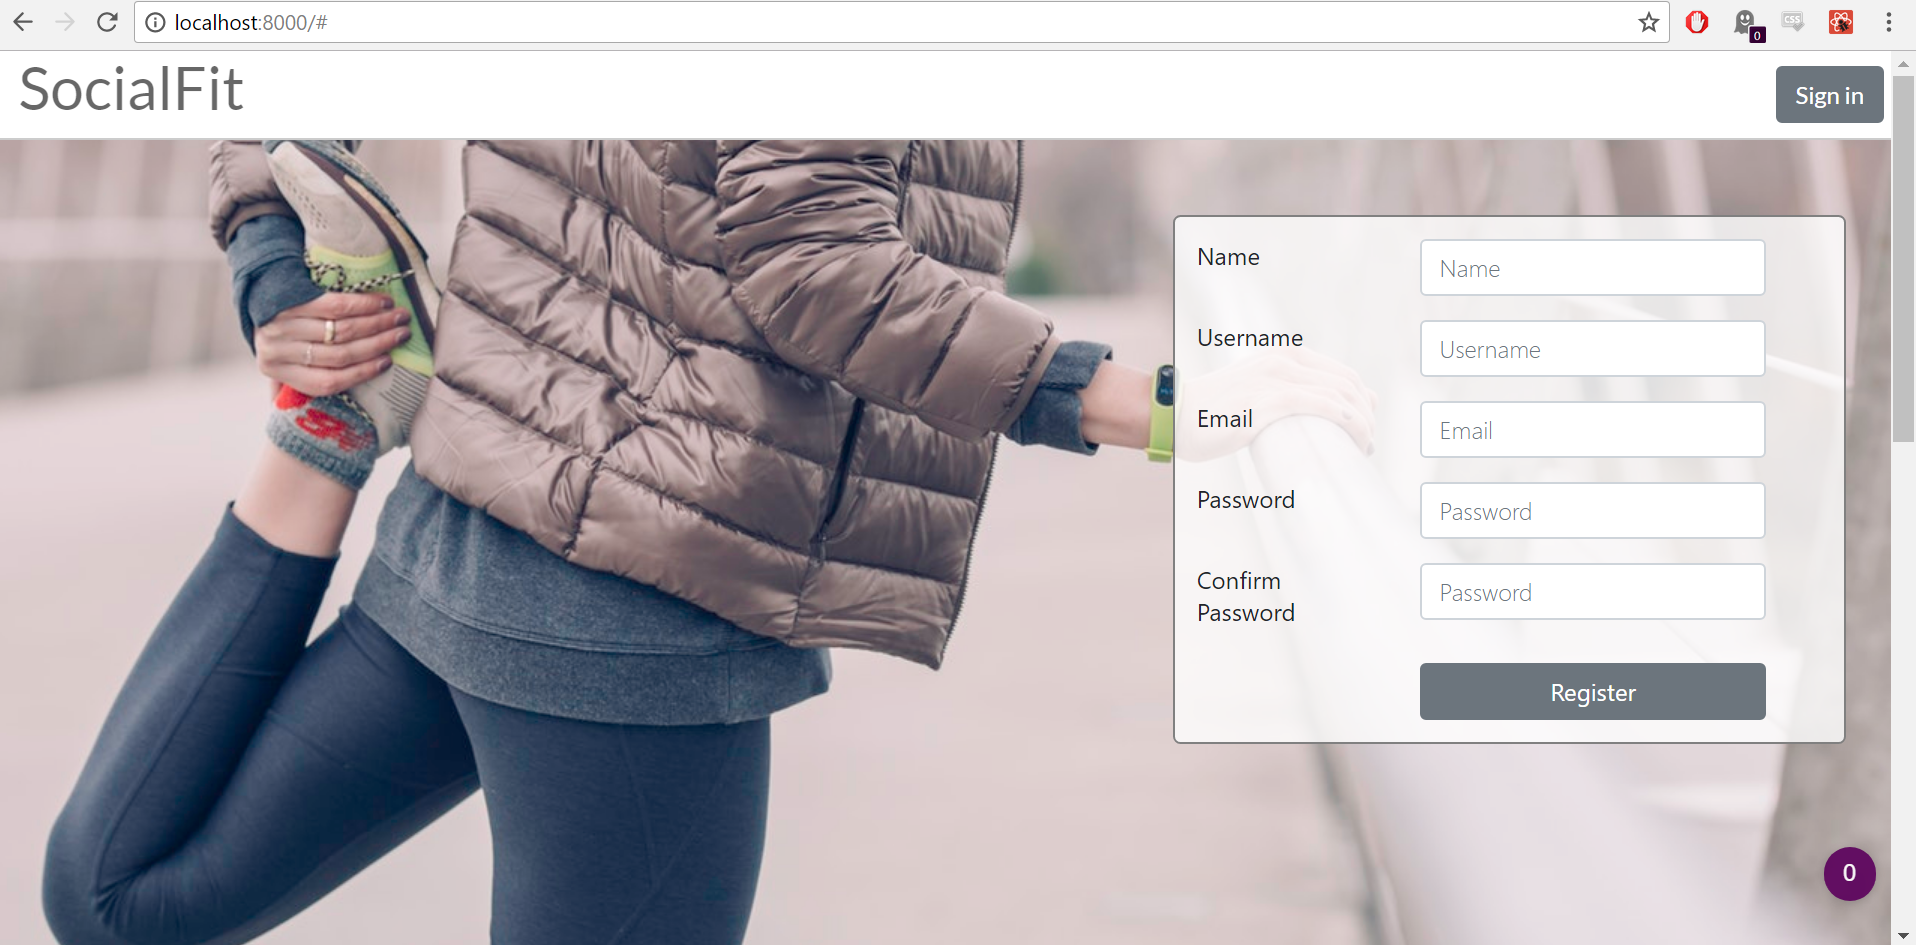 localhost:8000/#
CSS
0
SocialFit
Sign in
Name
Name
Username
Username
Email
Email
Password
Password
Confirm
Password
Password
Register
0